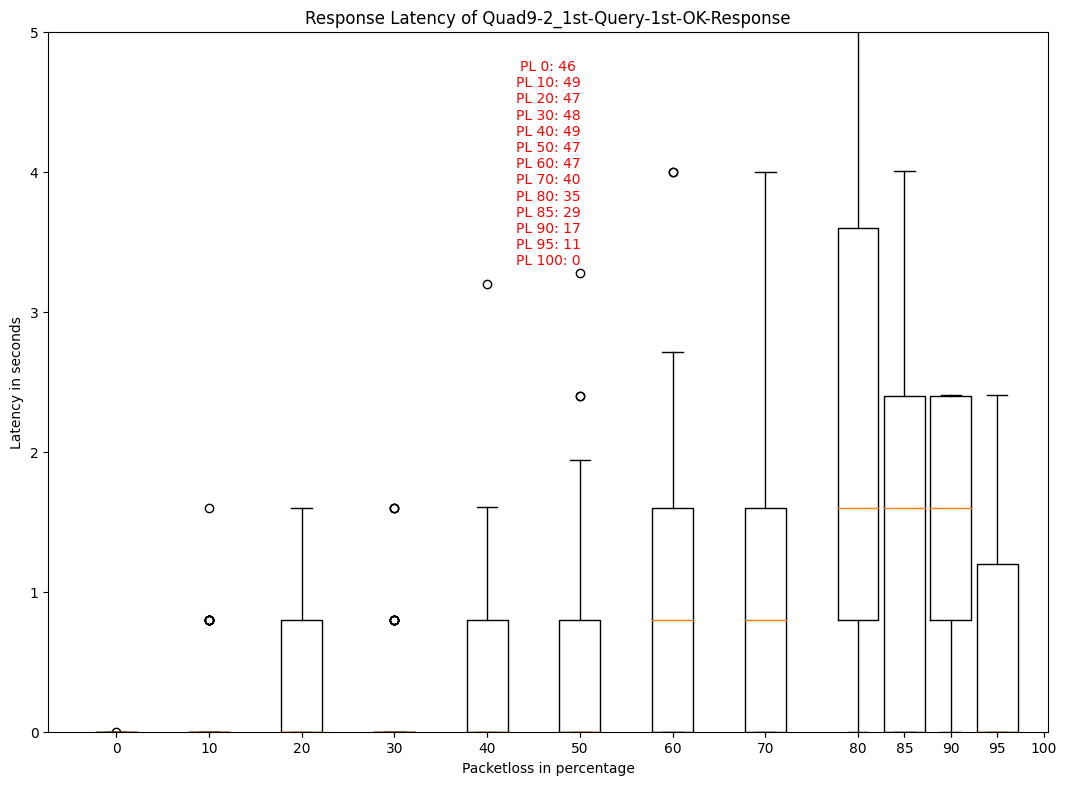 Response Latency of Quad9-2_1st-Query-1st-OK-Response
5
4
3
2
1
0
Latency in seconds
PL 0: 46
PL 10: 49
PL 20: 47
PL 30: 48
PL 40: 49
PL 50: 47
PL 60: 47
PL 70: 40
PL 80: 35
PL 85: 29
PL 90: 17
PL 95: 11
PL 100: 0
0 10 20 30 40 50 60 70 80 85 90 95 100
Packetloss in percentage